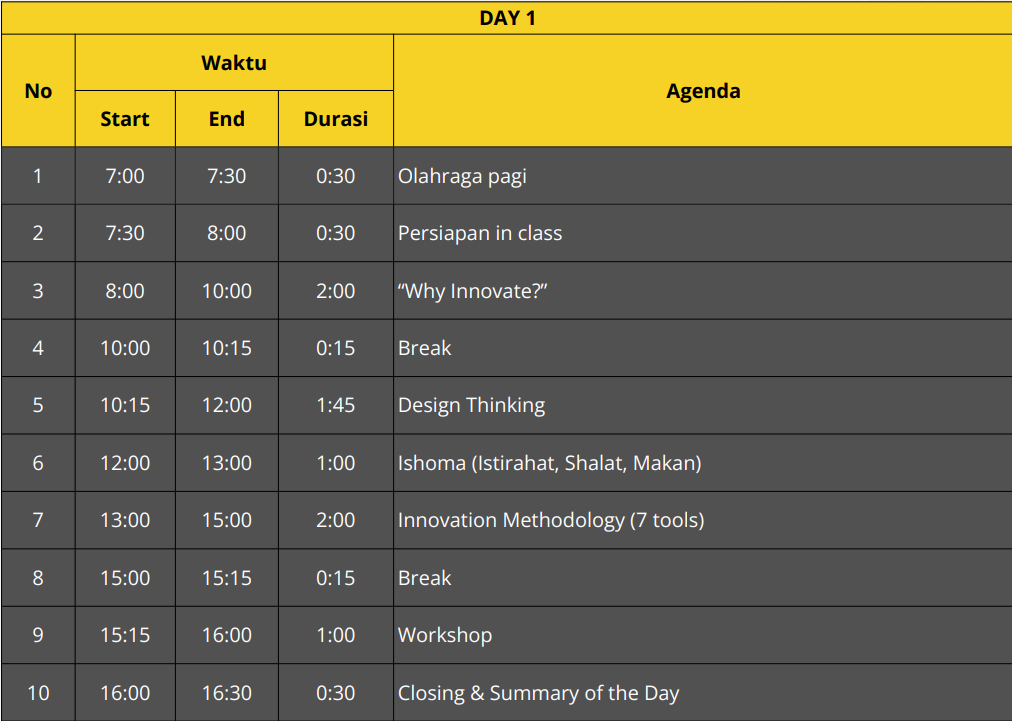 DAY 1
No Waktu Agenda
Start End Durasi
1 7:00 7:30 0:30 Olahraga pagi
2 7:30 8:00 0:30 Persiapan in class
3 8:00 10:00 2:00 “Why Innovate?”
4 10:00 10:15 0:15 Break
5 10:15 12:00 1:45 Design Thinking
6 12:00 13:00 1:00 Ishoma (Istirahat, Shalat, Makan)
7 13:00 15:00 2:00 Innovation Methodology (7 tools)
8 15:00 15:15 0:15 Break
9 15:15 16:00 1:00 Workshop
10 16:00 16:30 0:30 Closing & Summary of the Day